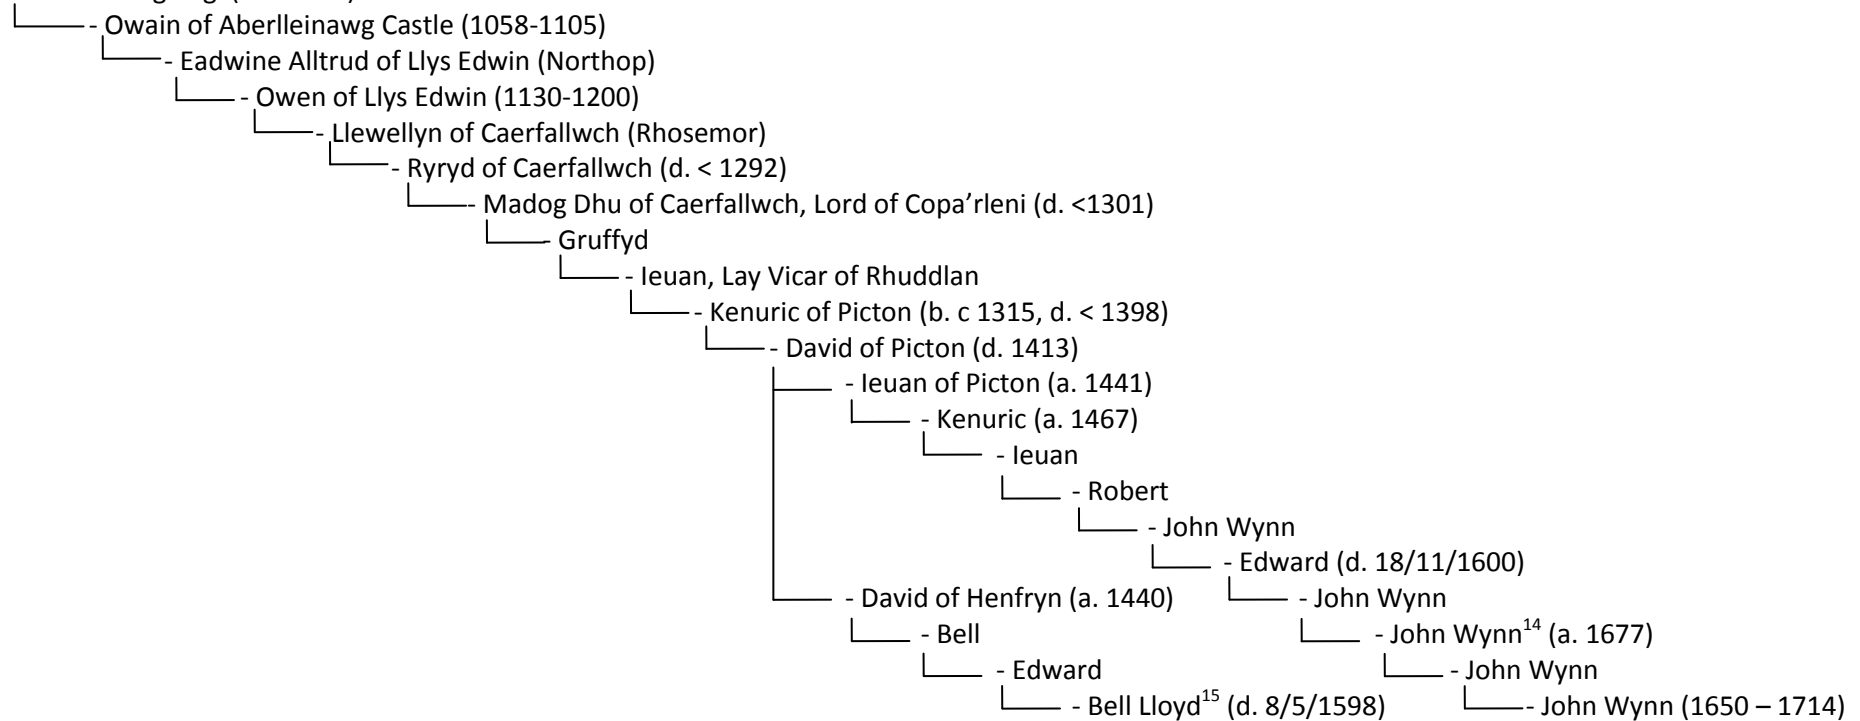 - Owain of Aberlleinawg Castle (1058-1105)
- Eadwine Alltrud of Llys Edwin (Northop)
- Owen of Llys Edwin (1130-1200)
- Llewellyn of Caerfallwch (Rhosemor)
- Ryryd of Caerfallwch (d. < 1292)
- Madog Dhu of Caerfallwch, Lord of Copa’rleni (d. <1301)
- Gruffyd
- Ieuan, Lay Vicar of Rhuddlan
- Kenuric of Picton (b. c 1315, d. < 1398)
- David of Picton (d. 1413)
- Ieuan of Picton (a. 1441)
- Kenuric (a. 1467)
- Ieuan
- Robert
- John Wynn
- Edward (d. 18/11/1600)
- David of Henfryn (a. 1440) - John Wynn
- Bell - John Wynn14 (a. 1677)
- Edward - John Wynn
- Bell Lloyd15 (d. 8/5/1598) - John Wynn (1650 – 1714)